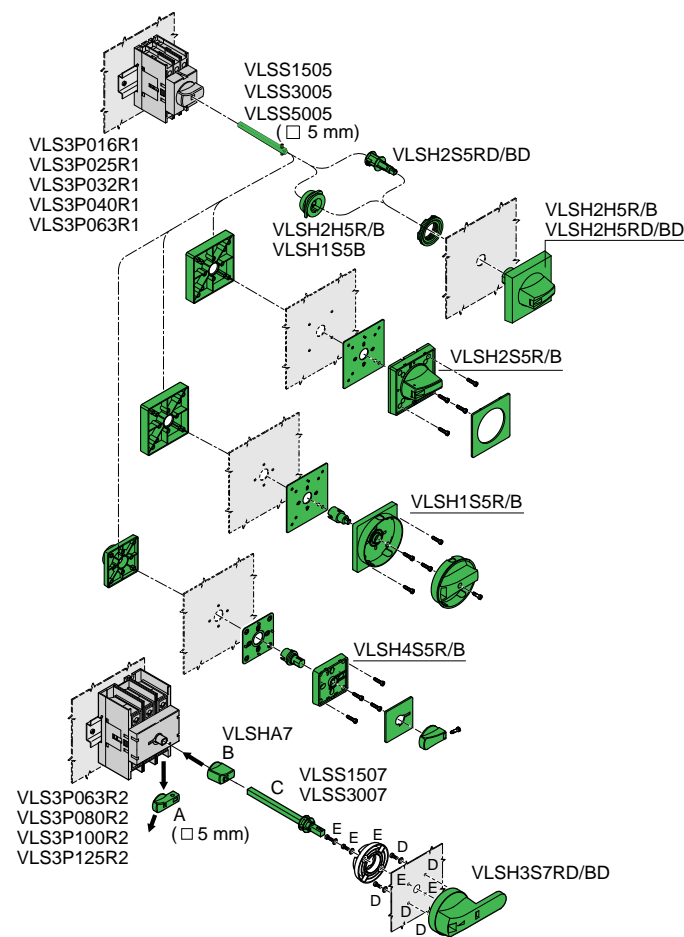 VLSS1505
VLSS3005
VLSS5005
(□ 5 mm)
VLS3P016R1
VLS3P025R1
VLS3P032R1
VLS3P040R1
VLS3P063R1
VLSH2S5RD/BD
VLSH2H5R/B
VLSH1S5B
VLSH2H5R/B
VLSH2H5RD/BD
VLSH2S5R/B
VLSH1S5R/B
VLSH4S5R/B
VLSHA7
B
VLSS1507
VLSS3007
C
VLS3P063R2
VLS3P080R2
VLS3P100R2
VLS3P125R2
A
(□ 5 mm)
E
E
E
D
D
E
E
D
D
D
VLSH3S7RD/BD